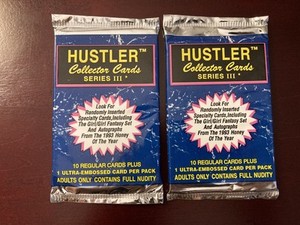 HUSTLER™
Collector Cards
SERIES III
Look For
Randomly Inserted
Specialty Cards, Including
The Girl/Girl Fantasy Set
And Autographs
From The 1993 Honey
Of The Year
10 REGULAR CARDS PLUS
1 ULTRA-EMBOSSED CARD PER PACK
ADULTS ONLY CONTAINS FULL NUDITY
HUSTLER™
Collector Cards
SERIES III
Look For
Randomly Inserted
Specialty Cards, Including
The Girl/Girl Fantasy Set
And Autographs
From The 1993 Honey
Of The Year
10 REGULAR CARDS PLUS
1 ULTRA-EMBOSSED CARD PER PACK
ADULTS ONLY CONTAINS FULL NUDITY